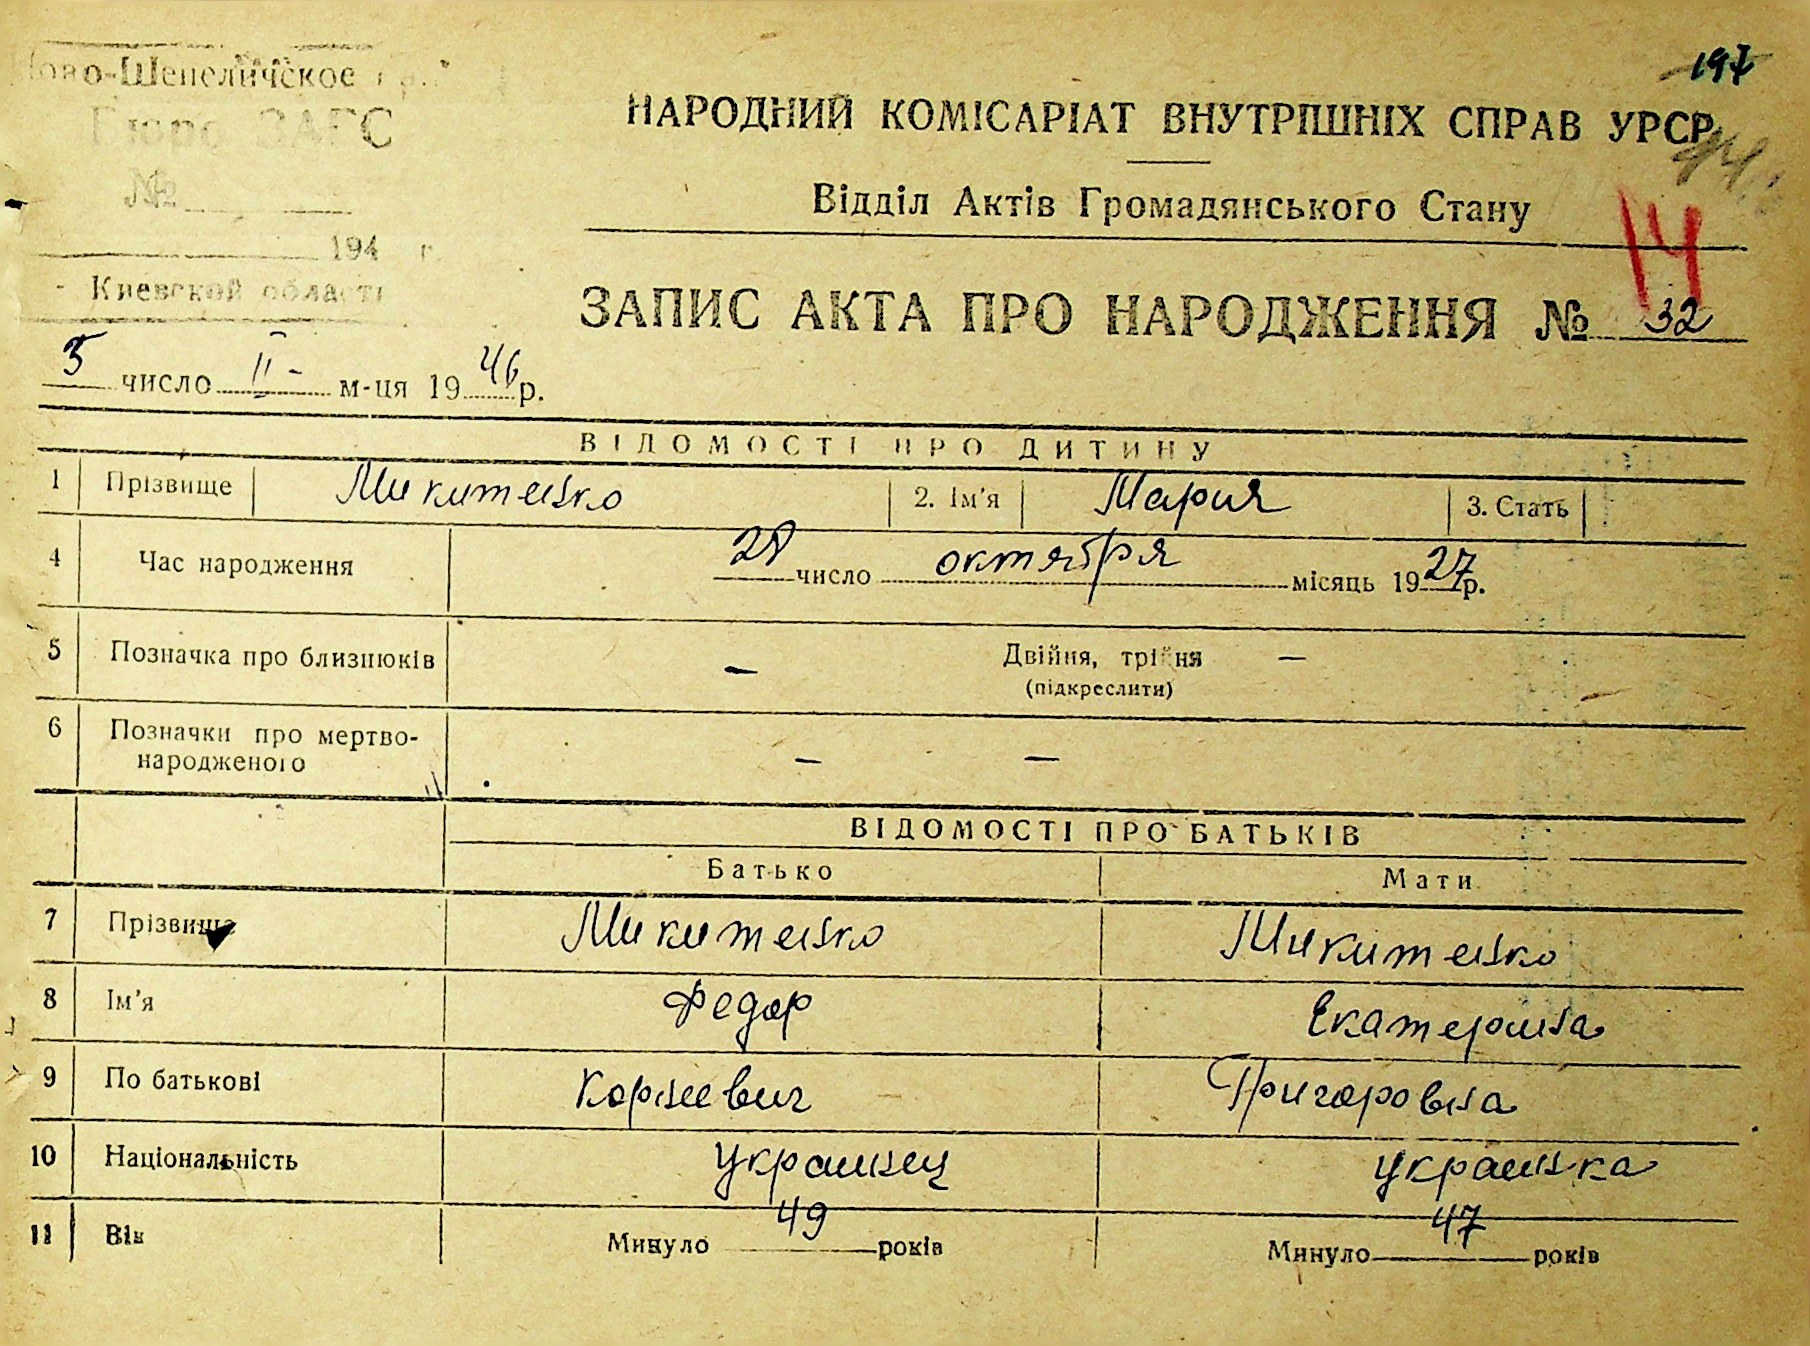 Ново-Шепеличское
Бюро ЗАГС
№
194 г
Киевской области
197
НАРОДНИЙ КОМІСАРІАТ ВНУТРІШНІХ СПРАВ УРСР
Відділ Актів Громадянського Стану
14
ЗАПИС АКТА ПРО НАРОДЖЕННЯ № 32
5 число II - м-ця 1946 р.
ВІДОМОСТІ ПРО ДИТИНУ
1 Прізвище Микитенко 2. Ім'я Мария 3. Стать
4 Час народження 28 число октября місяць 1927 р.
5 Позначка про близнюків — Двійня, трійня —
(підкреслити)
6 Позначки про мертво-
народженого — —
ВІДОМОСТІ ПРО БАТЬКІВ
Батько Мати
7 Прізвище Микитенко Микитенко
8 Ім'я Федор Екатерина
9 По батькові Корнеевич Григоровна
10 Національність украинец украинка
11 Вік Минуло 49 років Минуло 47 років